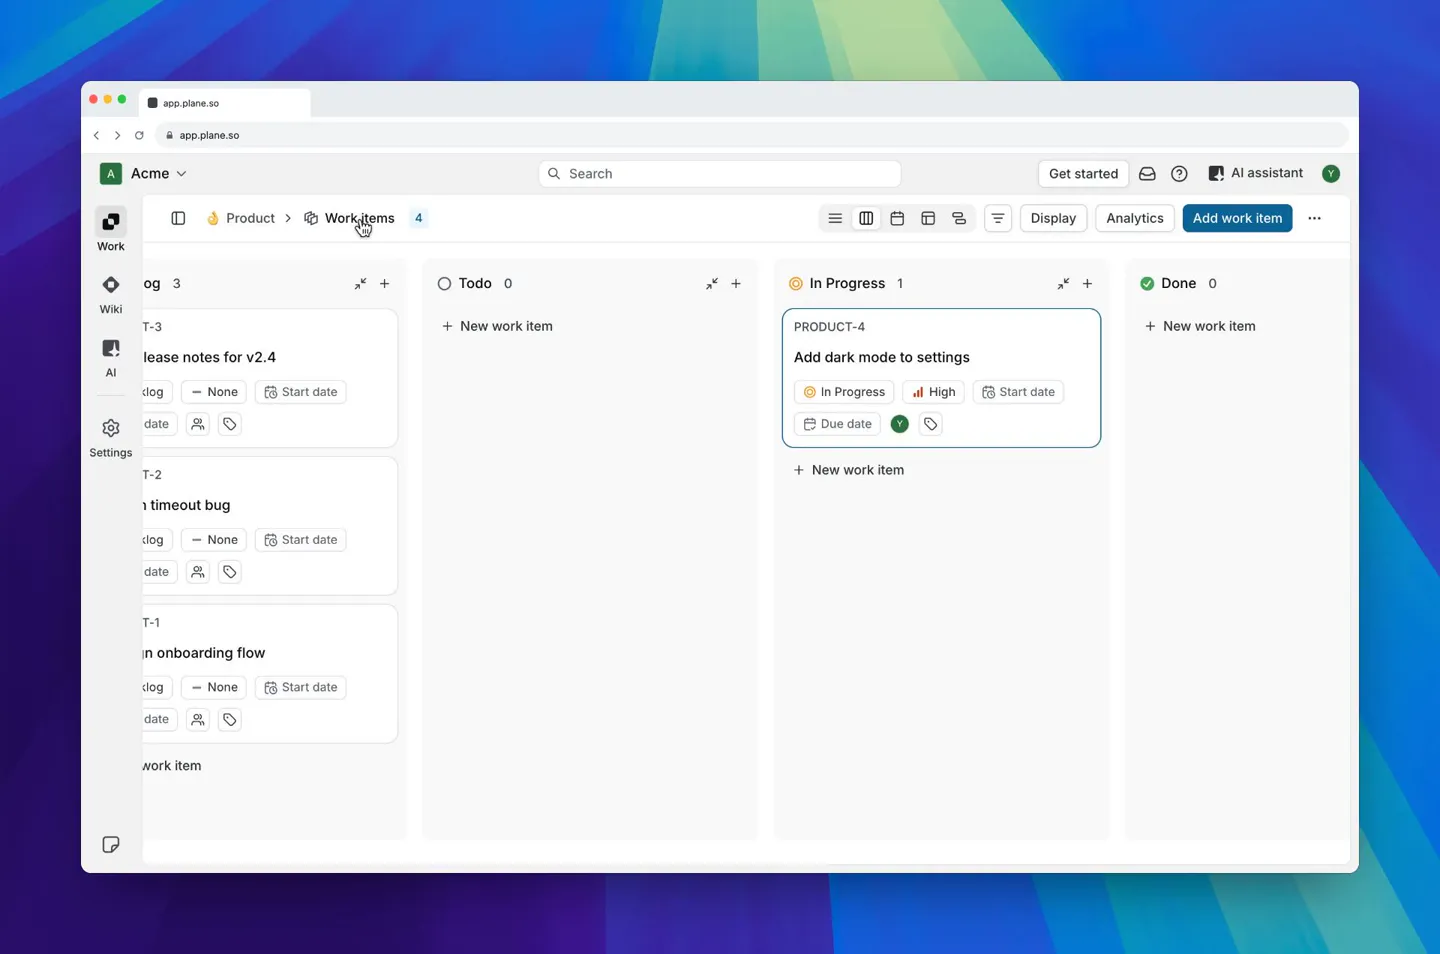 app.plane.so
app.plane.so
A Acme
Search
Get started
AI assistant
Y
Work
Wiki
AI
Settings
Product
Work items
4
Display
Analytics
Add work item
og 3
T-3
lease notes for v2.4
log
None
Start date
date
T-2
n timeout bug
log
None
Start date
date
T-1
gn onboarding flow
log
None
Start date
date
work item
Todo 0
New work item
In Progress 1
PRODUCT-4
Add dark mode to settings
In Progress
High
Start date
Due date
Y
New work item
Done 0
New work item